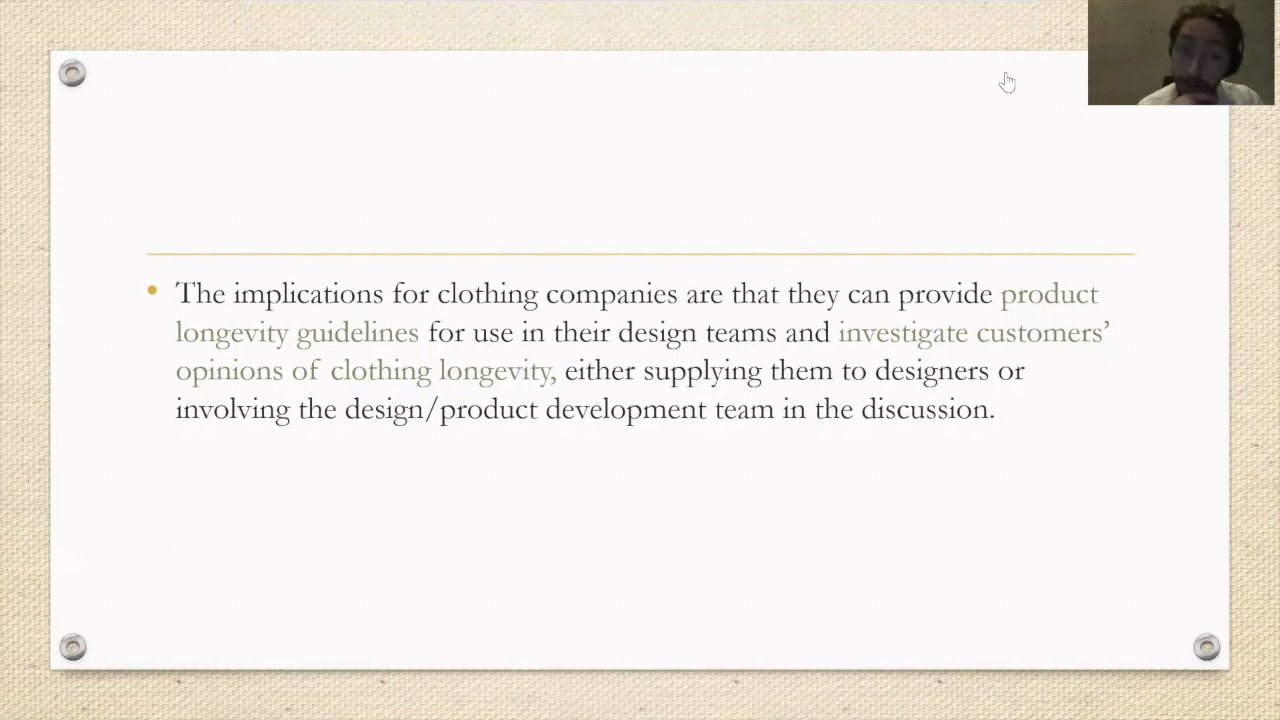 The implications for clothing companies are that they can provide product
longevity guidelines for use in their design teams and investigate customers’
opinions of clothing longevity, either supplying them to designers or
involving the design/product development team in the discussion.